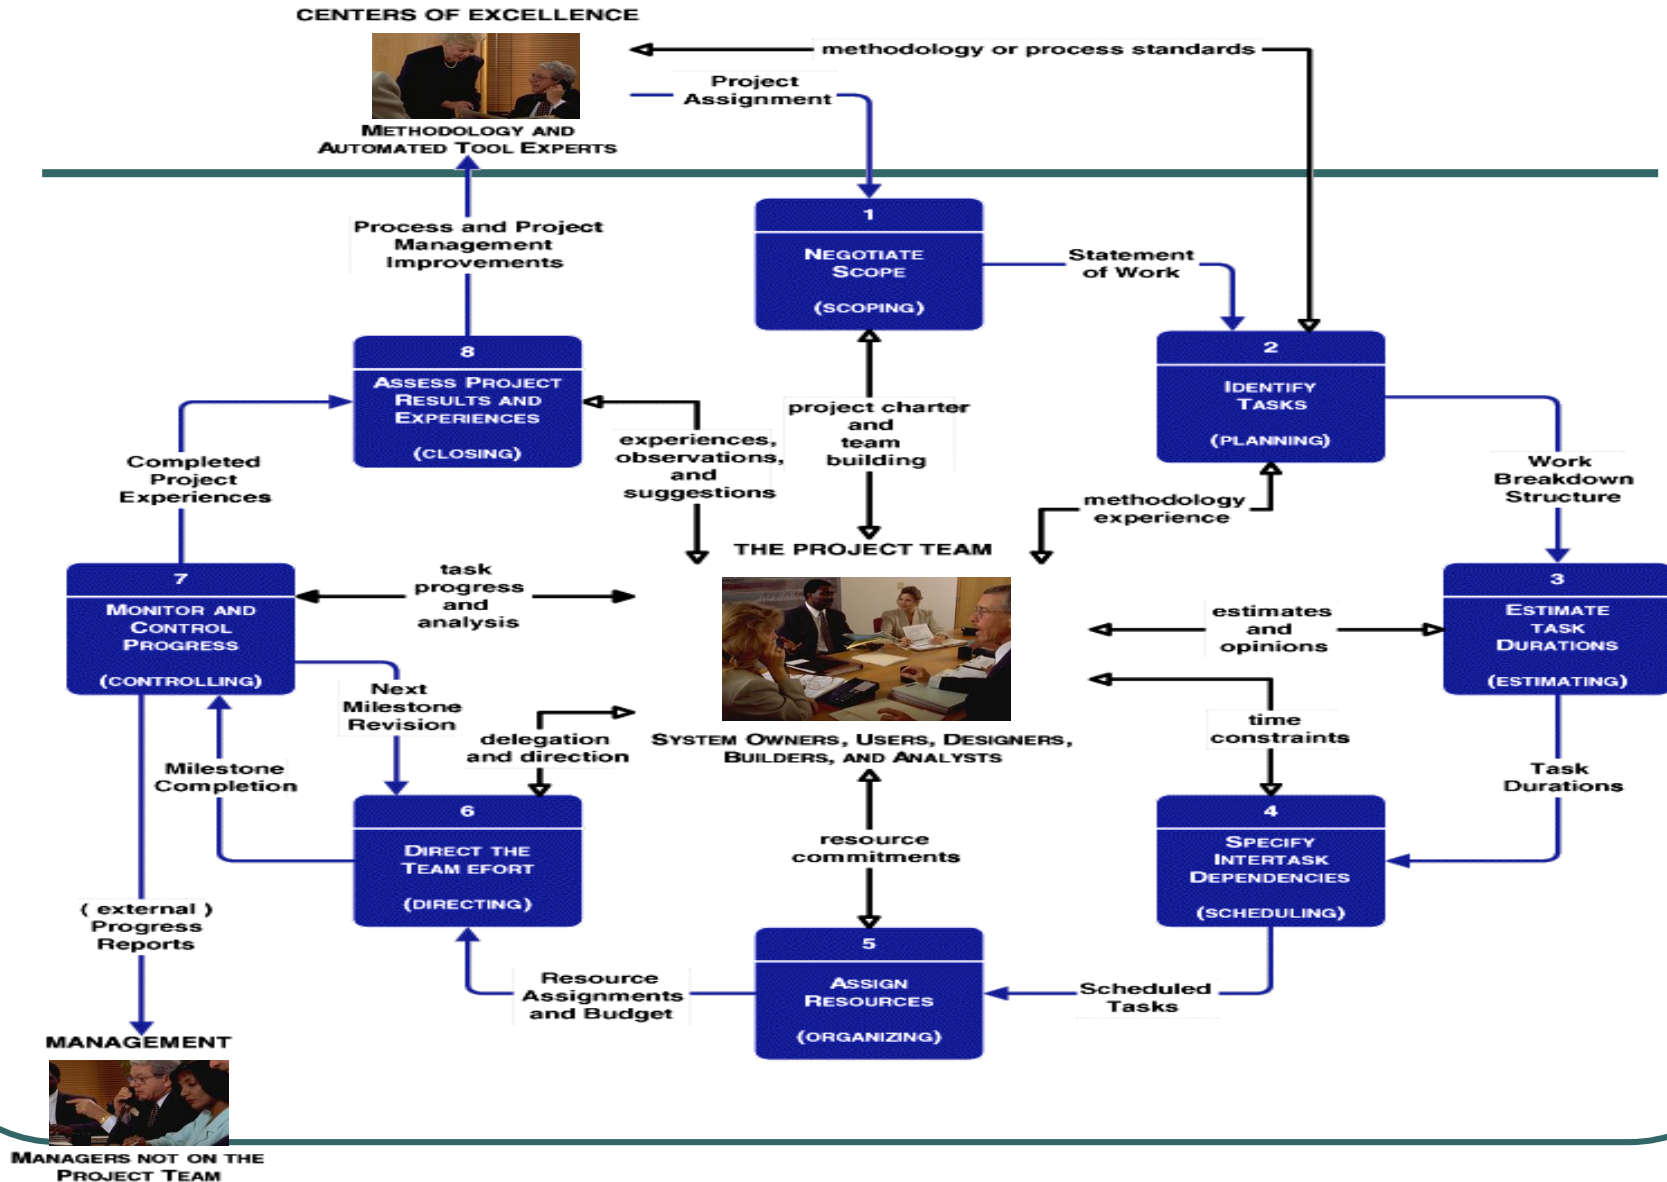 CENTERS OF EXCELLENCE
METHODOLOGY AND
AUTOMATED TOOL EXPERTS
methodology or process standards
Project
Assignment
Process and Project
Management
Improvements
1
NEGOTIATE
SCOPE
(SCOPING)
Statement
of Work
2
IDENTIFY
TASKS
(PLANNING)
8
ASSESS PROJECT
RESULTS AND
EXPERIENCES
(CLOSING)
project charter
and
team
building
experiences,
observations,
and
suggestions
Completed
Project
Experiences
methodology
experience
Work
Breakdown
Structure
THE PROJECT TEAM
7
MONITOR AND
CONTROL
PROGRESS
(CONTROLLING)
task
progress
and
analysis
estimates
and
opinions
3
ESTIMATE
TASK
DURATIONS
(ESTIMATING)
Next
Milestone
Revision
delegation
and direction
SYSTEM OWNERS, USERS, DESIGNERS,
BUILDERS, AND ANALYSTS
time
constraints
Milestone
Completion
Task
Durations
6
DIRECT THE
TEAM EFORT
(DIRECTING)
resource
commitments
4
SPECIFY
INTERTASK
DEPENDENCIES
(SCHEDULING)
( external )
Progress
Reports
5
ASSIGN
RESOURCES
(ORGANIZING)
Resource
Assignments
and Budget
Scheduled
Tasks
MANAGEMENT
MANAGERS NOT ON THE
PROJECT TEAM